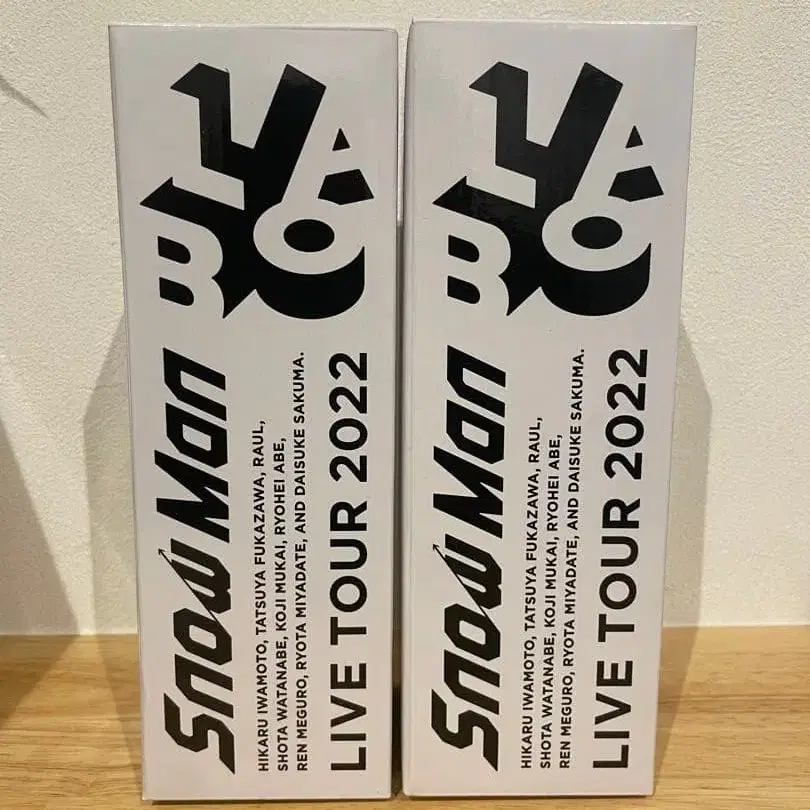 LABO
Snow Man
HIKARU IWAMOTO, TATSUYA FUKAZAWA, RAUL,
SHOTA WATANABE, KOJI MUKAI, RYOHEI ABE,
REN MEGURO, RYOTA MIYADATE, AND DAISUKE SAKUMA.
LIVE TOUR 2022
LABO
Snow Man
HIKARU IWAMOTO, TATSUYA FUKAZAWA, RAUL,
SHOTA WATANABE, KOJI MUKAI, RYOHEI ABE,
REN MEGURO, RYOTA MIYADATE, AND DAISUKE SAKUMA.
LIVE TOUR 2022